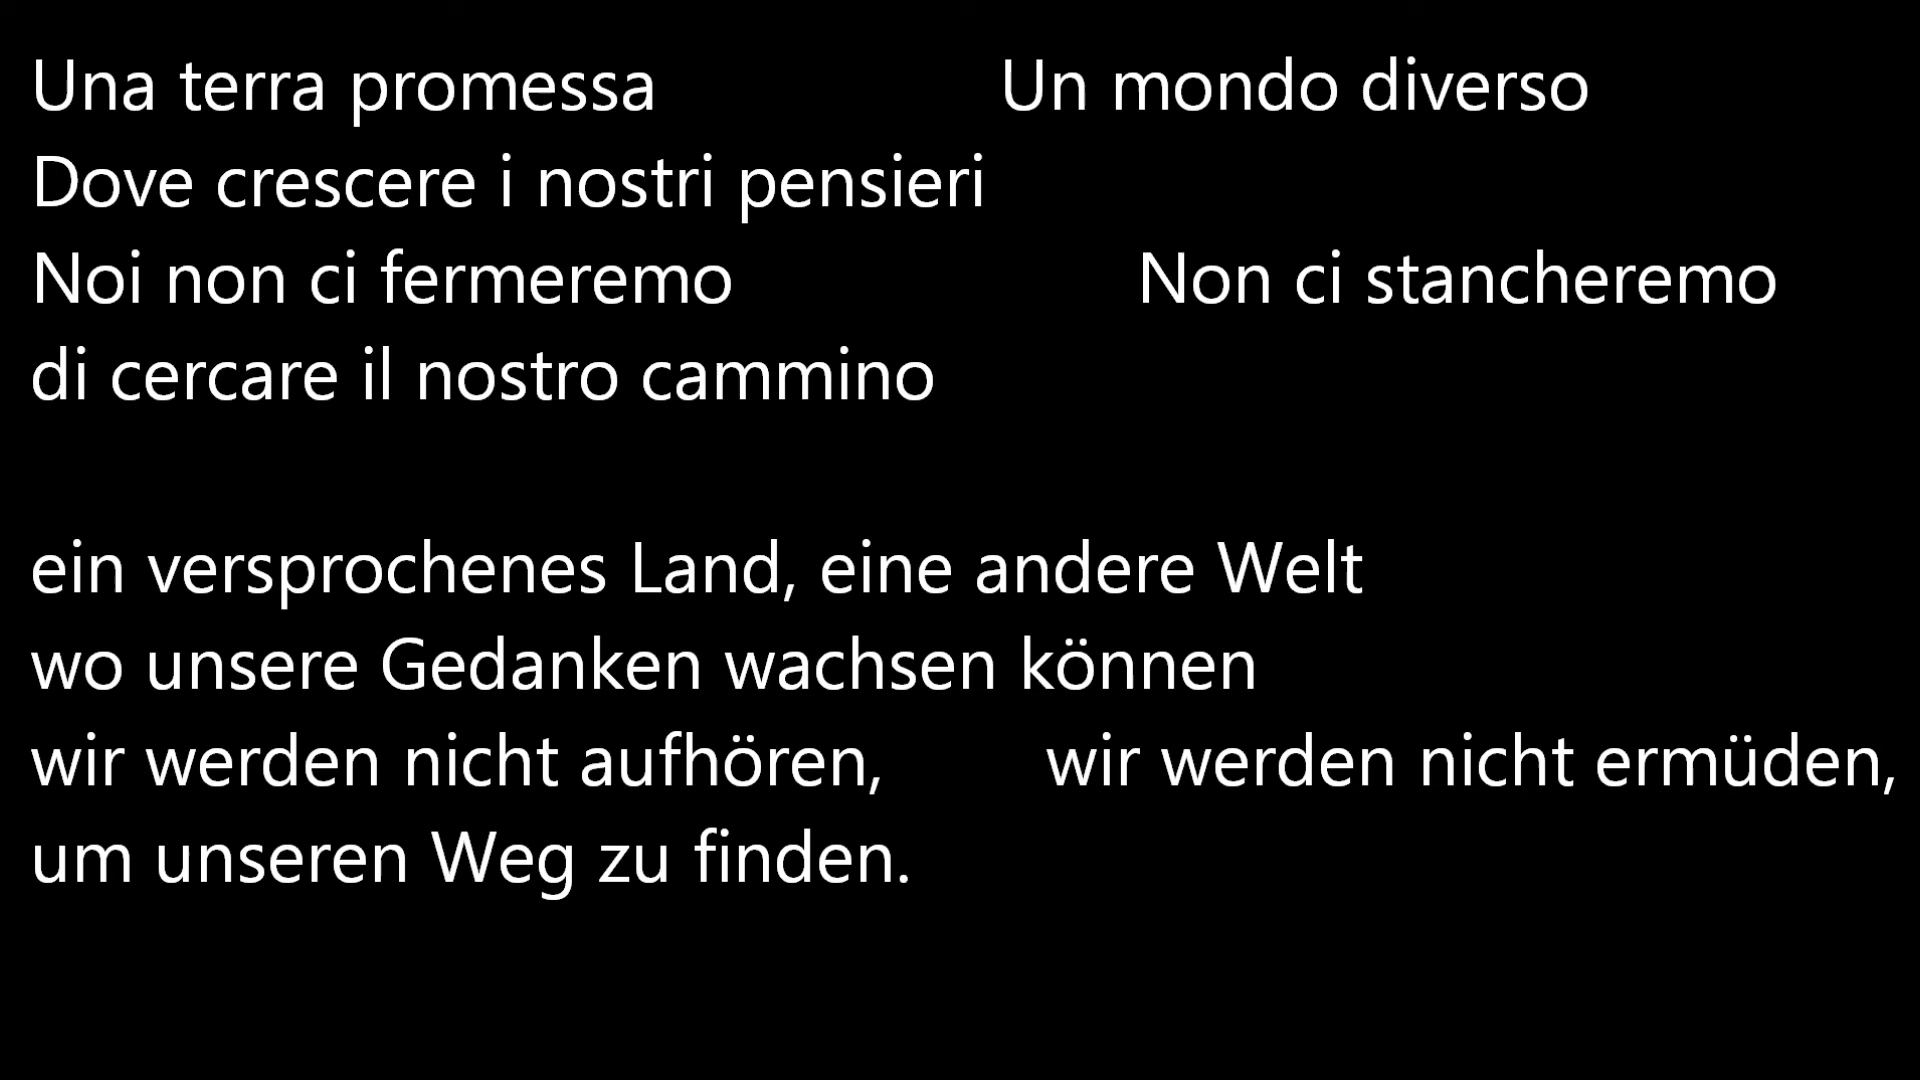 Una terra promessa Un mondo diverso
Dove crescere i nostri pensieri
Noi non ci fermeremo Non ci stancheremo
di cercare il nostro cammino
ein versprochenes Land, eine andere Welt
wo unsere Gedanken wachsen können
wir werden nicht aufhören, wir werden nicht ermüden,
um unseren Weg zu finden.